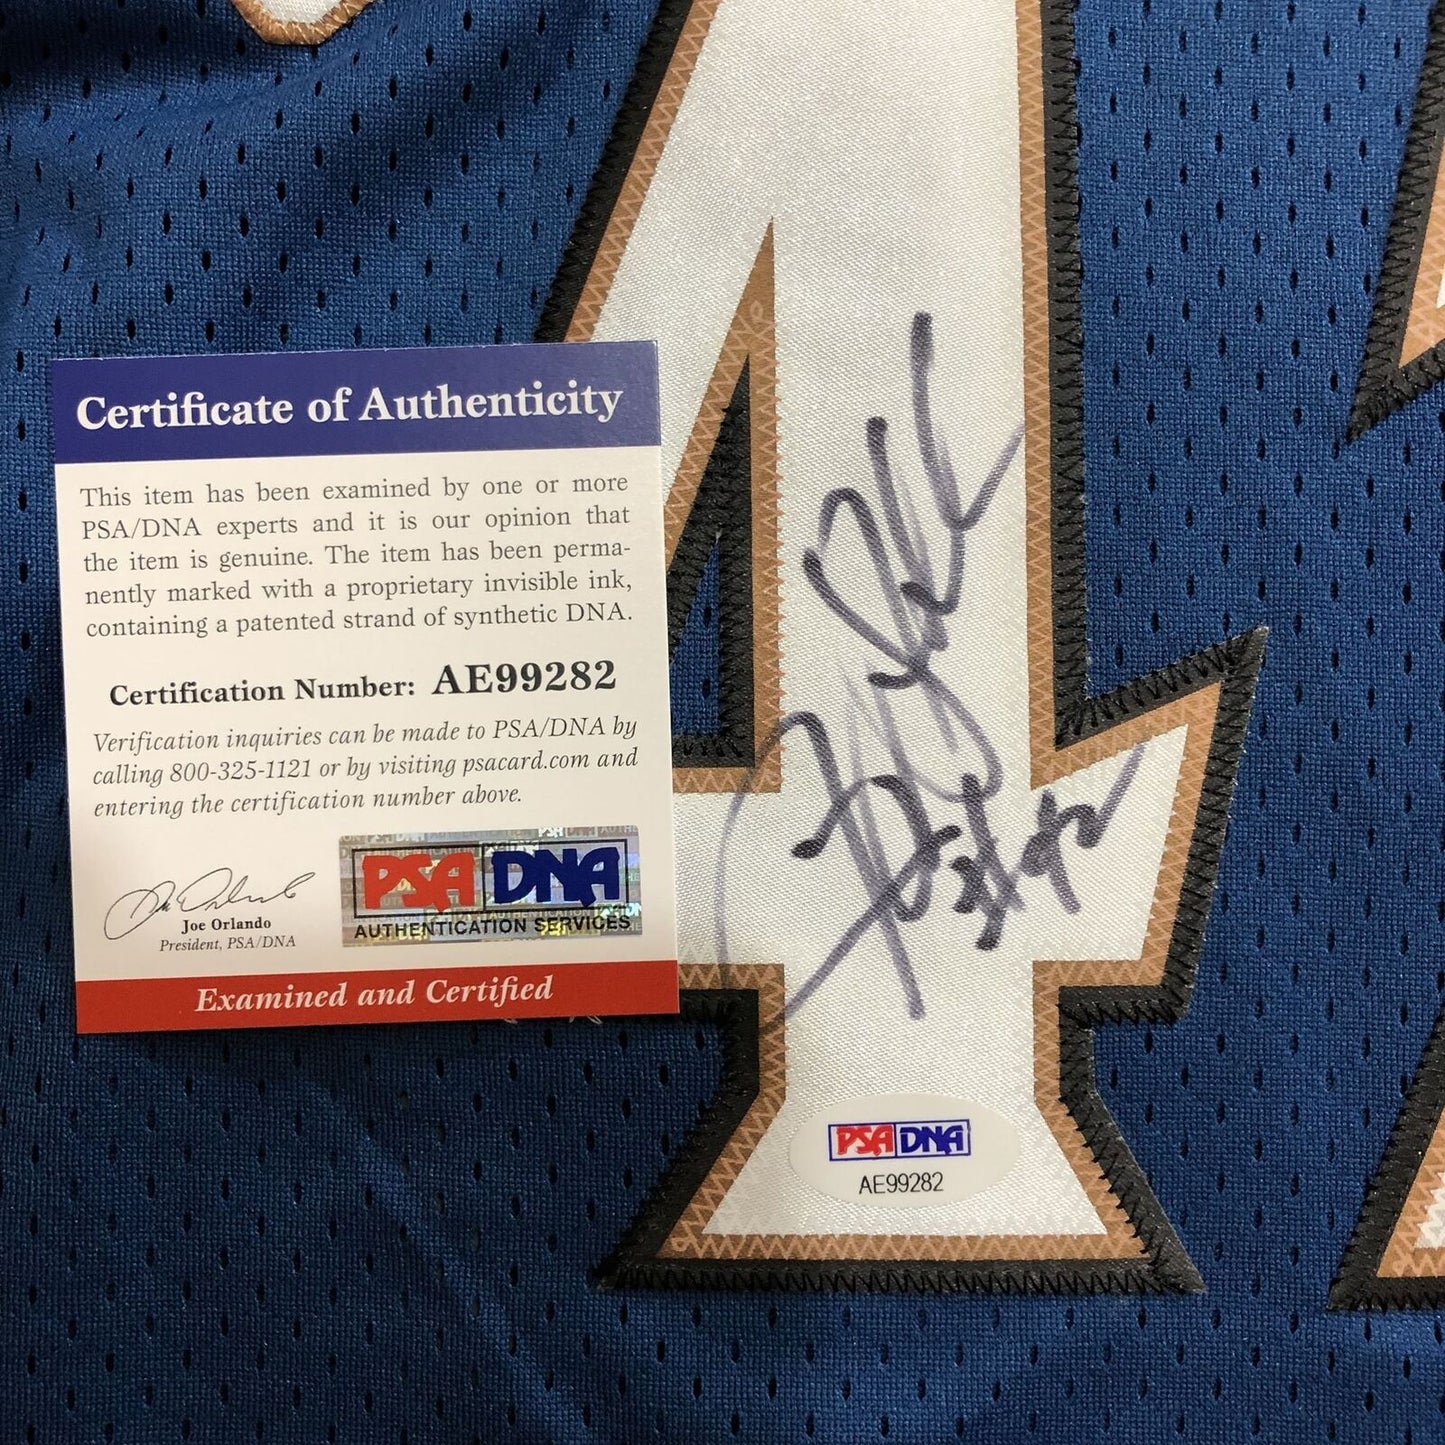 Certificate of Authenticity
This item has been examined by one or more
PSA/DNA experts and it is our opinion that
the item is genuine. The item has been perma-
nently marked with a proprietary invisible ink,
containing a patented strand of synthetic DNA.
Certification Number: AE99282
Verification inquiries can be made to PSA/DNA by
calling 800-325-1121 or by visiting psacard.com and
entering the certification number above.
Joe Orlando
President, PSA/DNA
PSA DNA
AUTHENTICATION SERVICES
Examined and Certified
4
PSA DNA
AE99282